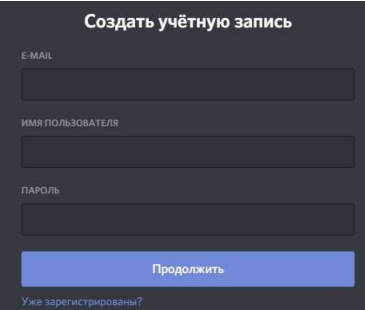 Создать учётную запись
E-MAIL
ИМЯ ПОЛЬЗОВАТЕЛЯ
ПАРОЛЬ
Продолжить
Уже зарегистрированы?